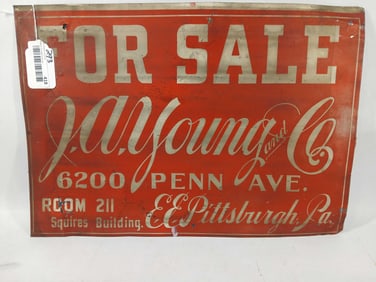 FOR SALE
J.A. Young and Co
6200 PENN AVE.
ROOM 211
Squires Building. E.E. Pittsburgh, Pa.